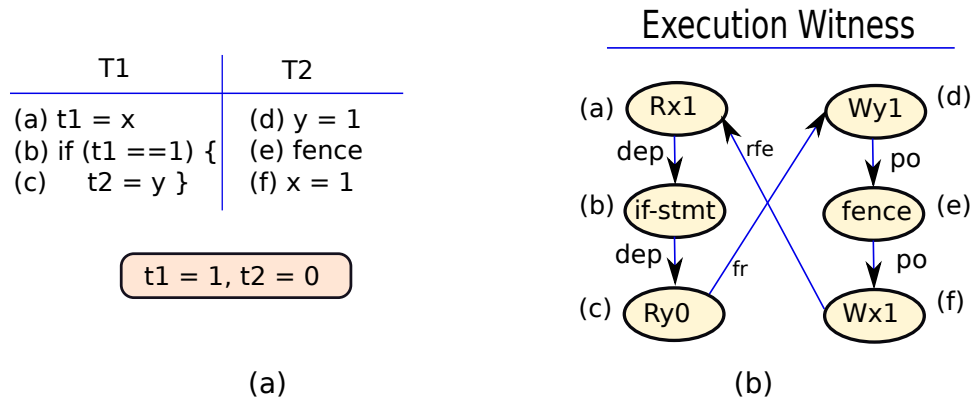 T1 T2
(a) t1 = x (d) y = 1
(b) if (t1 ==1) { (e) fence
(c) t2 = y } (f) x = 1
t1 = 1, t2 = 0
(a)
Execution Witness
(a) Rx1 Wy1 (d)
dep rfe po
(b) if-stmt fence (e)
dep fr po
(c) Ry0 Wx1 (f)
(b)